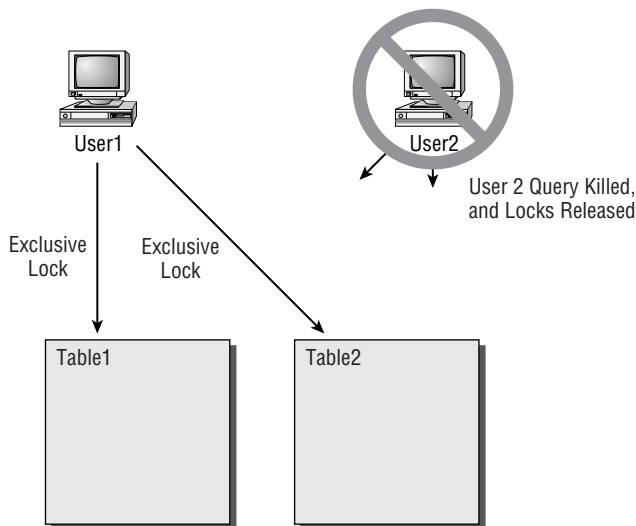 User1
User2
User 2 Query Killed,
and Locks Released
Exclusive
Lock
Exclusive
Lock
Table1
Table2